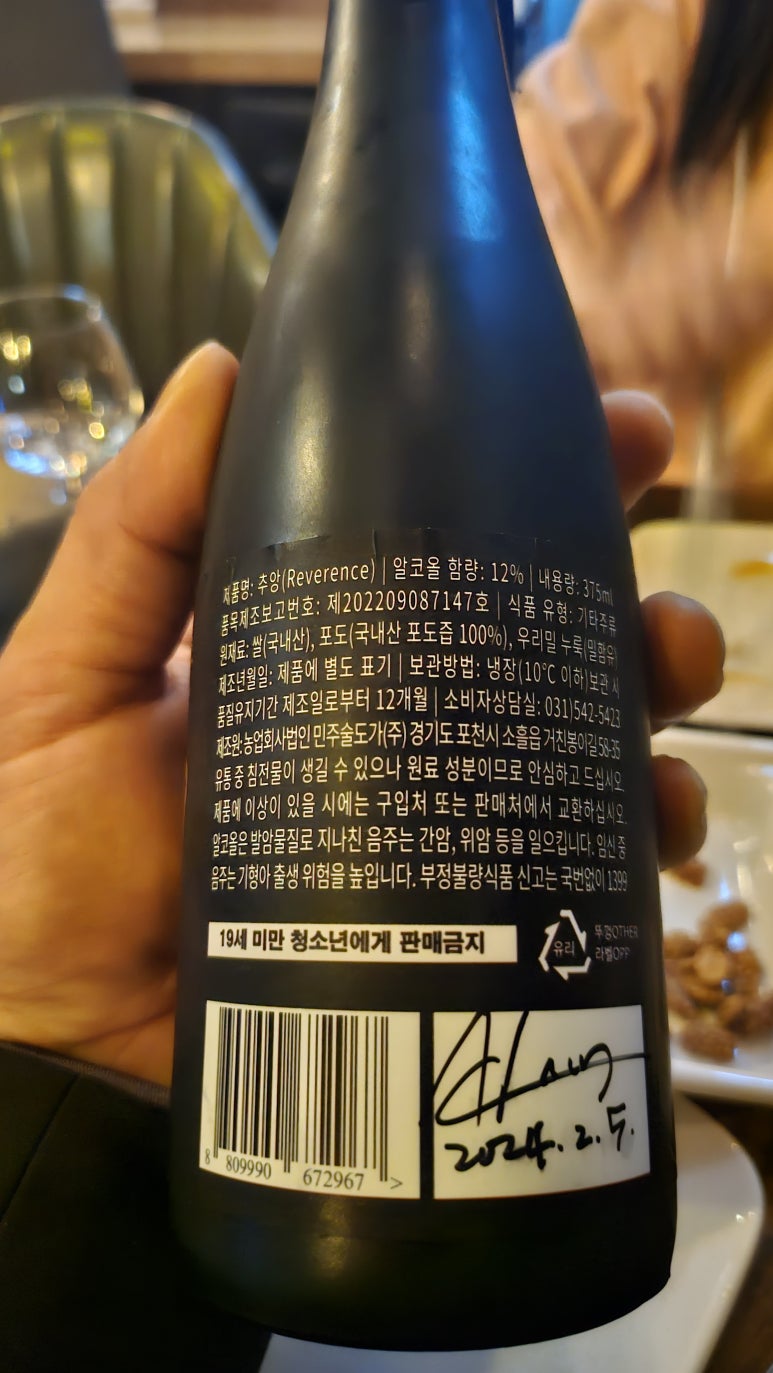 제품명: 추앙(Reverence) | 알코올 함량: 12% | 내용량: 375ml
품목제조보고번호: 제202209087147호 | 식품 유형: 기타주류
원재료: 쌀(국내산), 포도(국내산 포도즙 100%), 우리밀 누룩(밀함유)
제조년월일: 제품에 별도 표기 | 보관방법: 냉장(10℃ 이하)보관 시
품질유지기간 제조일로부터 12개월 | 소비자상담실: 031)542-5423
제조원: 농업회사법인 민주술도가(주) 경기도 포천시 소흘읍 거친봉이길 58-35
유통 중 침전물이 생길 수 있으나 원료 성분이므로 안심하고 드십시오.
제품에 이상이 있을 시에는 구입처 또는 판매처에서 교환하십시오.
알코올은 발암물질로 지나친 음주는 간암, 위암 등을 일으킵니다. 임신 중
음주는 기형아 출생 위험을 높입니다. 부정불량식품 신고는 국번없이 1399
19세 미만 청소년에게 판매금지
유리
뚜껑OTHER
라벨OPP
8 809990 672967 >
2024.2.5.